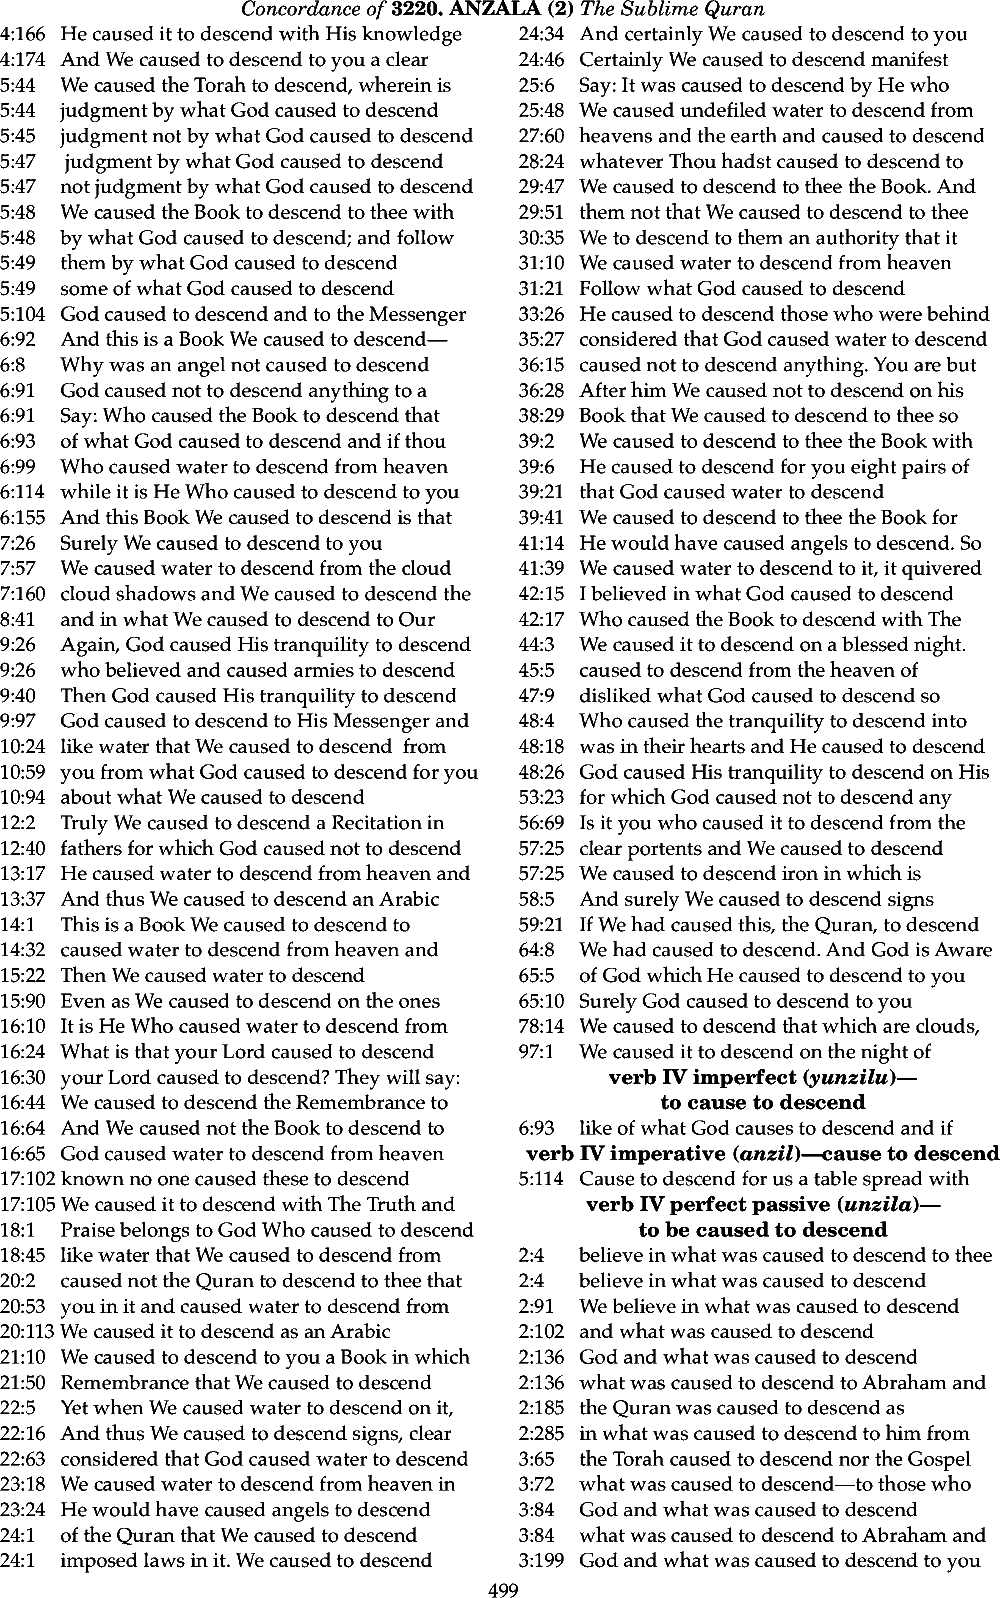 Concordance of 3220. ANZALA (2) The Sublime Quran
4:166 He caused it to descend with His knowledge
4:174 And We caused to descend to you a clear
5:44 We caused the Torah to descend, wherein is
5:44 judgment by what God caused to descend
5:45 judgment not by what God caused to descend
5:47 judgment by what God caused to descend
5:47 not judgment by what God caused to descend
5:48 We caused the Book to descend to thee with
5:48 by what God caused to descend; and follow
5:49 them by what God caused to descend
5:49 some of what God caused to descend
5:104 God caused to descend and to the Messenger
6:92 And this is a Book We caused to descend—
6:8 Why was an angel not caused to descend
6:91 God caused not to descend anything to a
6:91 Say: Who caused the Book to descend that
6:93 of what God caused to descend and if thou
6:99 Who caused water to descend from heaven
6:114 while it is He Who caused to descend to you
6:155 And this Book We caused to descend is that
7:26 Surely We caused to descend to you
7:57 We caused water to descend from the cloud
7:160 cloud shadows and We caused to descend the
8:41 and in what We caused to descend to Our
9:26 Again, God caused His tranquility to descend
9:26 who believed and caused armies to descend
9:40 Then God caused His tranquility to descend
9:97 God caused to descend to His Messenger and
10:24 like water that We caused to descend from
10:59 you from what God caused to descend for you
10:94 about what We caused to descend
12:2 Truly We caused to descend a Recitation in
12:40 fathers for which God caused not to descend
13:17 He caused water to descend from heaven and
13:37 And thus We caused to descend an Arabic
14:1 This is a Book We caused to descend to
14:32 caused water to descend from heaven and
15:22 Then We caused water to descend
15:90 Even as We caused to descend on the ones
16:10 It is He Who caused water to descend from
16:24 What is that your Lord caused to descend
16:30 your Lord caused to descend? They will say:
16:44 We caused to descend the Remembrance to
16:64 And We caused not the Book to descend to
16:65 God caused water to descend from heaven
17:102 known no one caused these to descend
17:105 We caused it to descend with The Truth and
18:1 Praise belongs to God Who caused to descend
18:45 like water that We caused to descend from
20:2 caused not the Quran to descend to thee that
20:53 you in it and caused water to descend from
20:113 We caused it to descend as an Arabic
21:10 We caused to descend to you a Book in which
21:50 Remembrance that We caused to descend
22:5 Yet when We caused water to descend on it,
22:16 And thus We caused to descend signs, clear
22:63 considered that God caused water to descend
23:18 We caused water to descend from heaven in
23:24 He would have caused angels to descend
24:1 of the Quran that We caused to descend
24:1 imposed laws in it. We caused to descend
24:34 And certainly We caused to descend to you
24:46 Certainly We caused to descend manifest
25:6 Say: It was caused to descend by He who
25:48 We caused undefiled water to descend from
27:60 heavens and the earth and caused to descend
28:24 whatever Thou hadst caused to descend to
29:47 We caused to descend to thee the Book. And
29:51 them not that We caused to descend to thee
30:35 We to descend to them an authority that it
31:10 We caused water to descend from heaven
31:21 Follow what God caused to descend
33:26 He caused to descend those who were behind
35:27 considered that God caused water to descend
36:15 caused not to descend anything. You are but
36:28 After him We caused not to descend on his
38:29 Book that We caused to descend to thee so
39:2 We caused to descend to thee the Book with
39:6 He caused to descend for you eight pairs of
39:21 that God caused water to descend
39:41 We caused to descend to thee the Book for
41:14 He would have caused angels to descend. So
41:39 We caused water to descend to it, it quivered
42:15 I believed in what God caused to descend
42:17 Who caused the Book to descend with The
44:3 We caused it to descend on a blessed night.
45:5 caused to descend from the heaven of
47:9 disliked what God caused to descend so
48:4 Who caused the tranquility to descend into
48:18 was in their hearts and He caused to descend
48:26 God caused His tranquility to descend on His
53:23 for which God caused not to descend any
56:69 Is it you who caused it to descend from the
57:25 clear portents and We caused to descend
57:25 We caused to descend iron in which is
58:5 And surely We caused to descend signs
59:21 If We had caused this, the Quran, to descend
64:8 We had caused to descend. And God is Aware
65:5 of God which He caused to descend to you
65:10 Surely God caused to descend to you
78:14 We caused to descend that which are clouds,
97:1 We caused it to descend on the night of
verb IV imperfect (yunzilu)—
to cause to descend
6:93 like of what God causes to descend and if
verb IV imperative (anzil)—cause to descend
5:114 Cause to descend for us a table spread with
verb IV perfect passive (unzila)—
to be caused to descend
2:4 believe in what was caused to descend to thee
2:4 believe in what was caused to descend
2:91 We believe in what was caused to descend
2:102 and what was caused to descend
2:136 God and what was caused to descend
2:136 what was caused to descend to Abraham and
2:185 the Quran was caused to descend as
2:285 in what was caused to descend to him from
3:65 the Torah caused to descend nor the Gospel
3:72 what was caused to descend—to those who
3:84 God and what was caused to descend
3:84 what was caused to descend to Abraham and
3:199 God and what was caused to descend to you
499